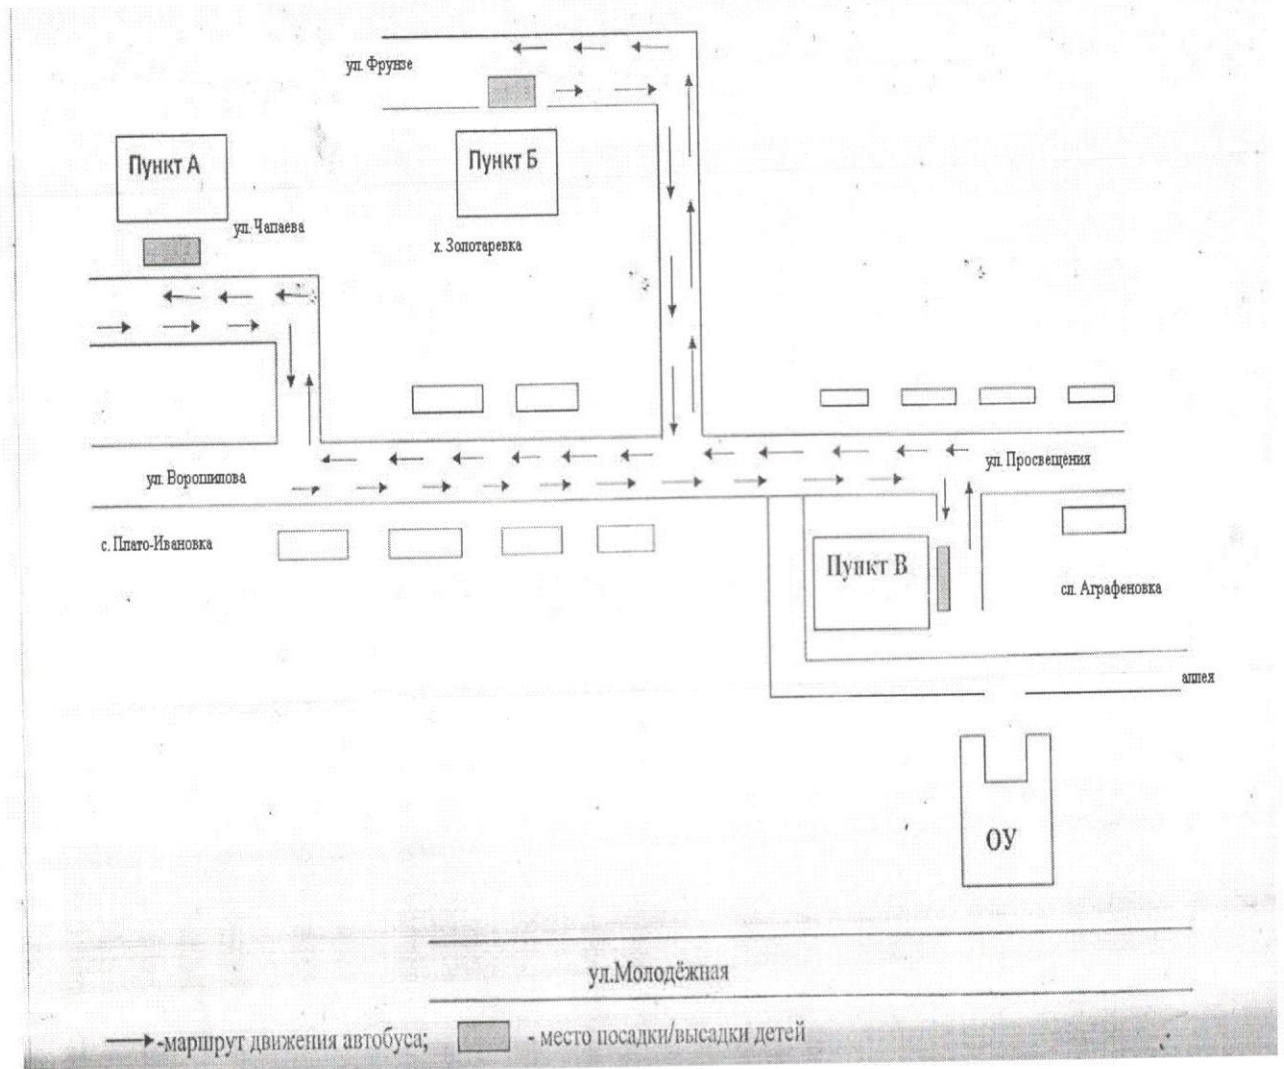 ул. Фрунзе
Пункт А
Пункт Б
ул. Чапаева
х. Золотаревка
ул. Ворошилова
ул. Просвещения
с. Плато-Ивановка
Пункт В
сл. Аграфеновка
аллея
ОУ
ул.Молодёжная
-маршрут движения автобуса;
- место посадки/высадки детей